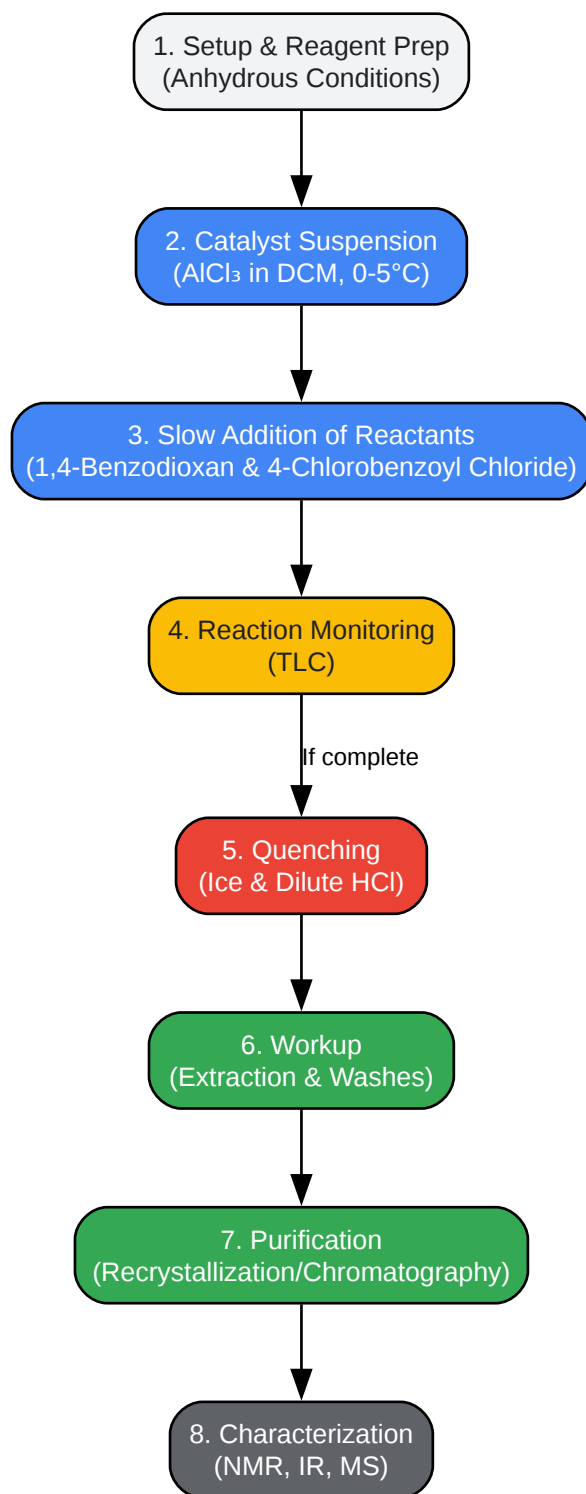 1. Setup & Reagent Prep
(Anhydrous Conditions)
2. Catalyst Suspension
(AlCl₃ in DCM, 0-5°C)
3. Slow Addition of Reactants
(1,4-Benzodioxan & 4-Chlorobenzoyl Chloride)
4. Reaction Monitoring
(TLC)
If complete
5. Quenching
(Ice & Dilute HCl)
6. Workup
(Extraction & Washes)
7. Purification
(Recrystallization/Chromatography)
8. Characterization
(NMR, IR, MS)